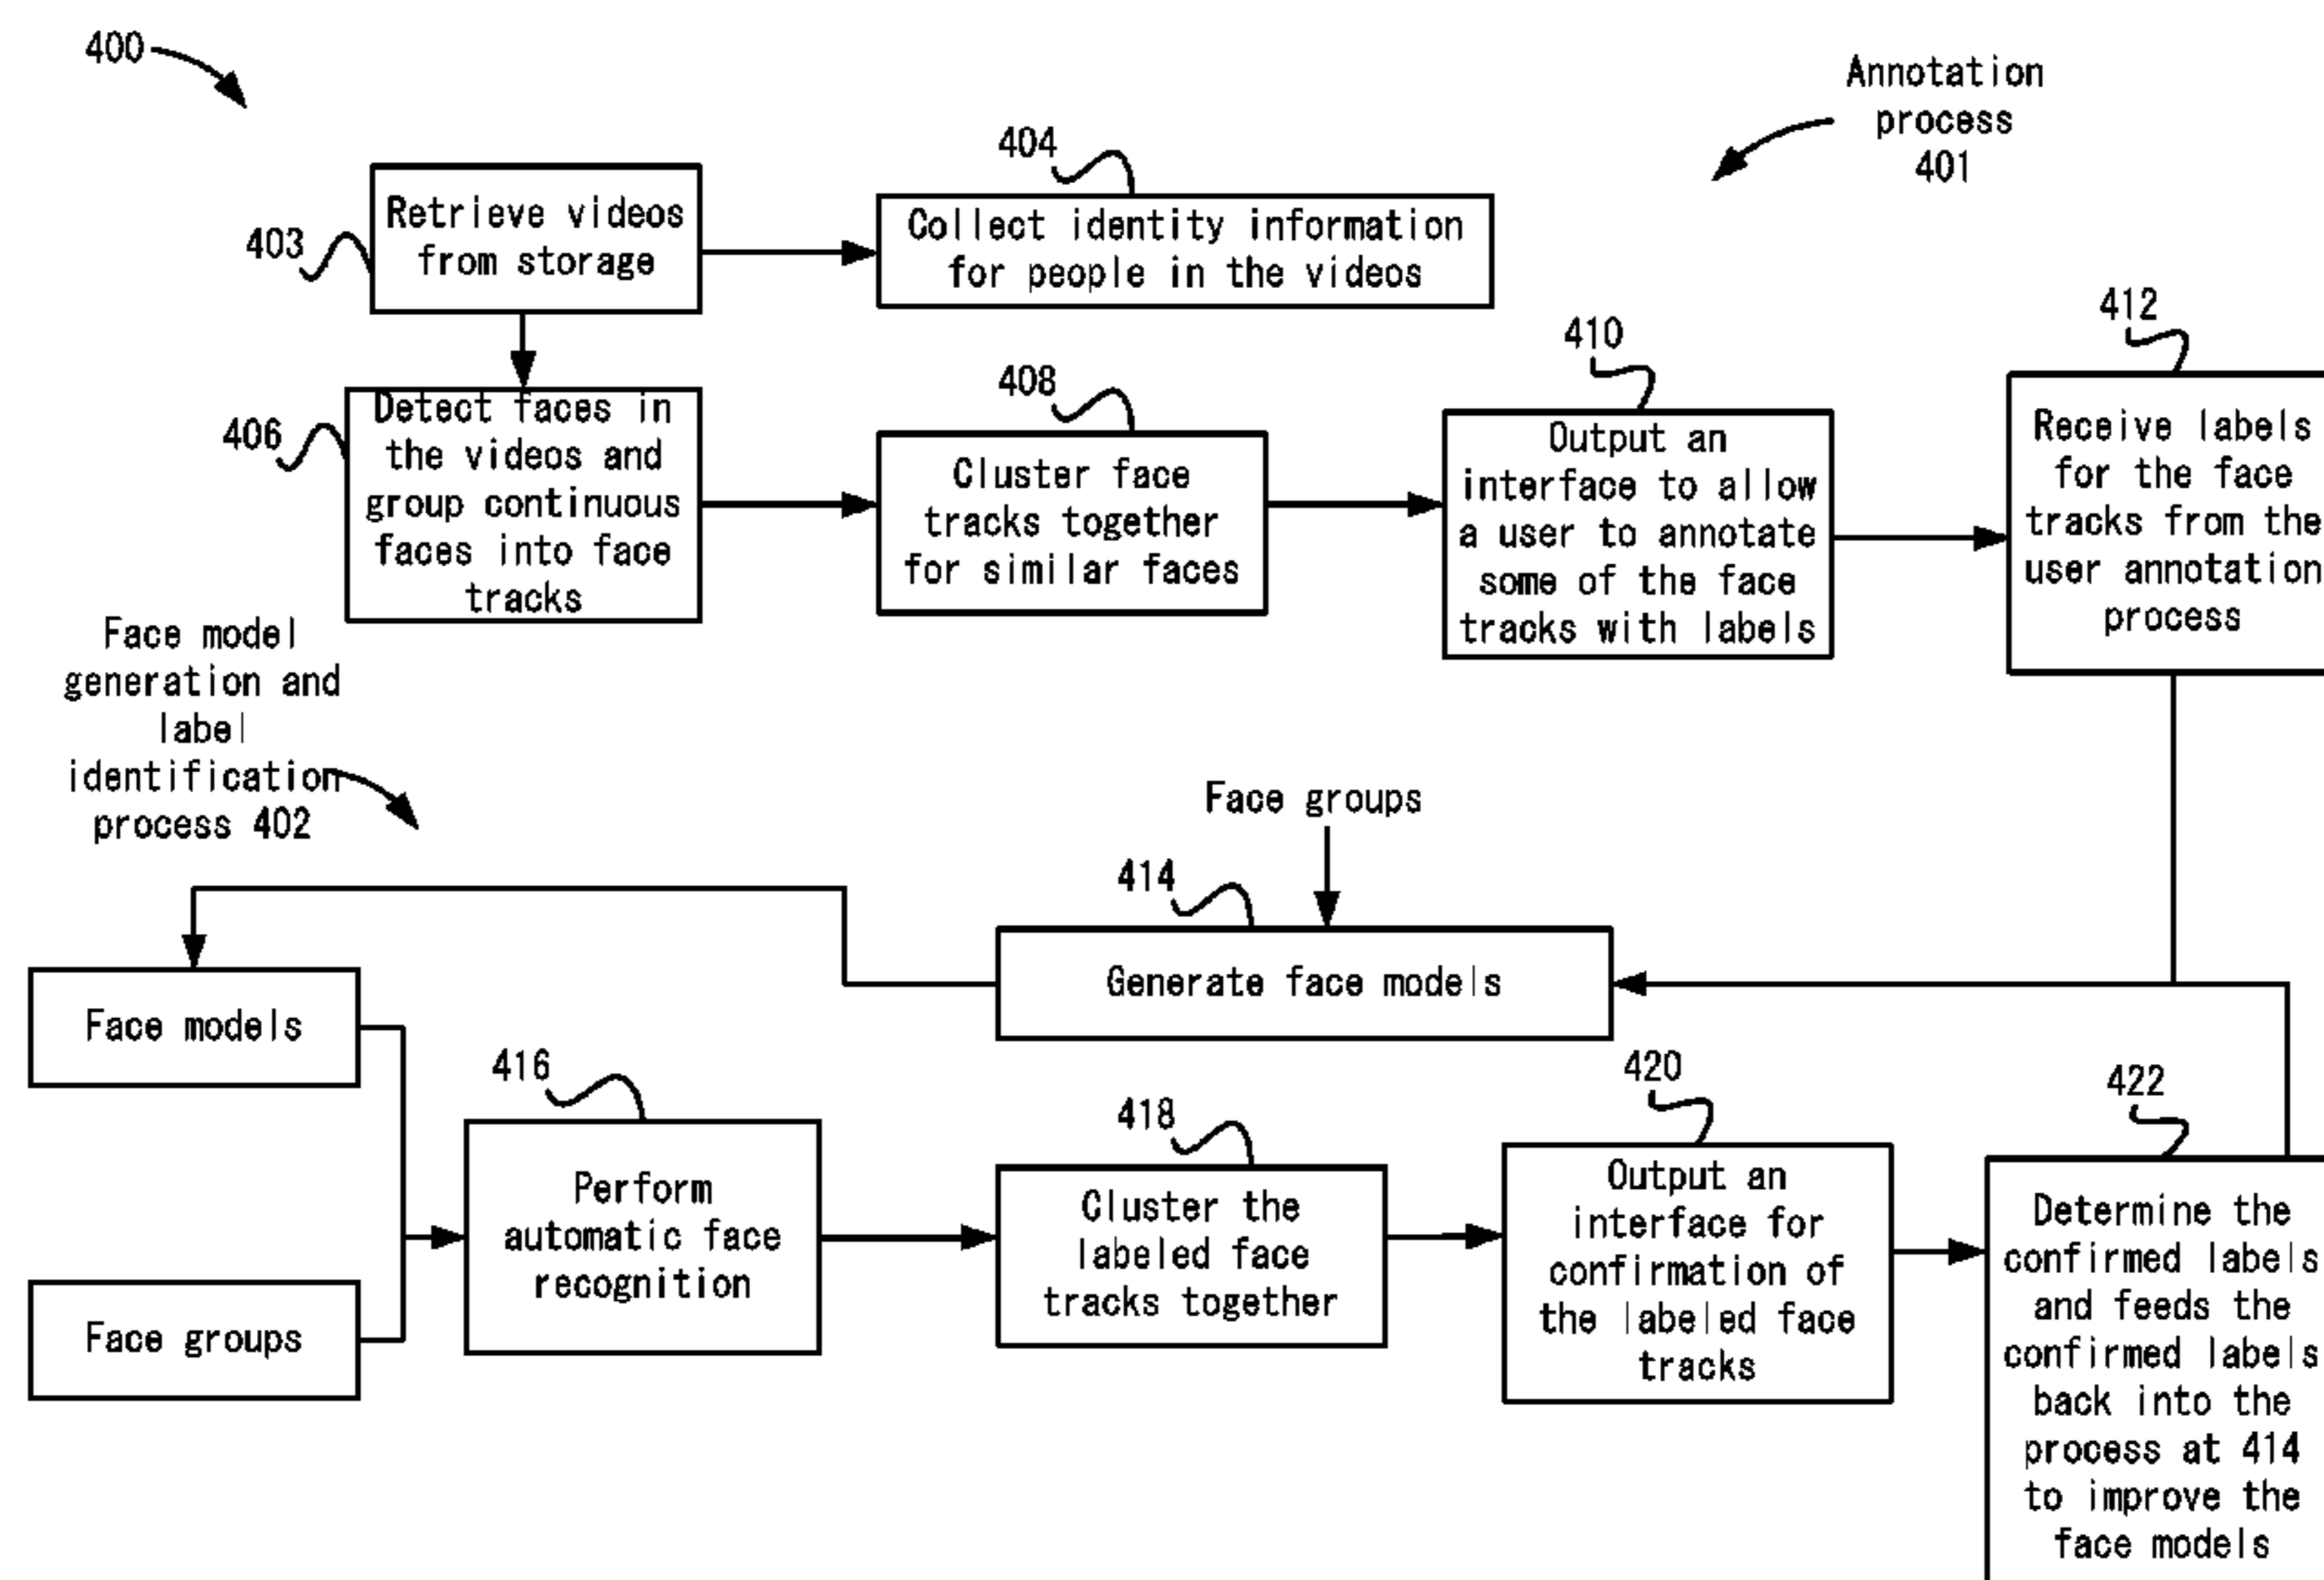 400
Annotation
process
401
404
Retrieve videos
from storage
403
Collect identity information
for people in the videos
412
410
408
406
Detect faces in
the videos and
group continuous
faces into face
tracks
Cluster face
tracks together
for similar faces
Output an
interface to allow
a user to annotate
some of the face
tracks with labels
Receive labels
for the face
tracks from the
user annotation
process
Face model
generation and
label
identification
process 402
Face groups
414
Generate face models
Face models
416
418
420
422
Perform
automatic face
recognition
Cluster the
labeled face
tracks together
Output an
interface for
confirmation of
the labeled face
tracks
Determine the
confirmed labels
and feeds the
confirmed labels
back into the
process at 414
to improve the
face models
Face groups